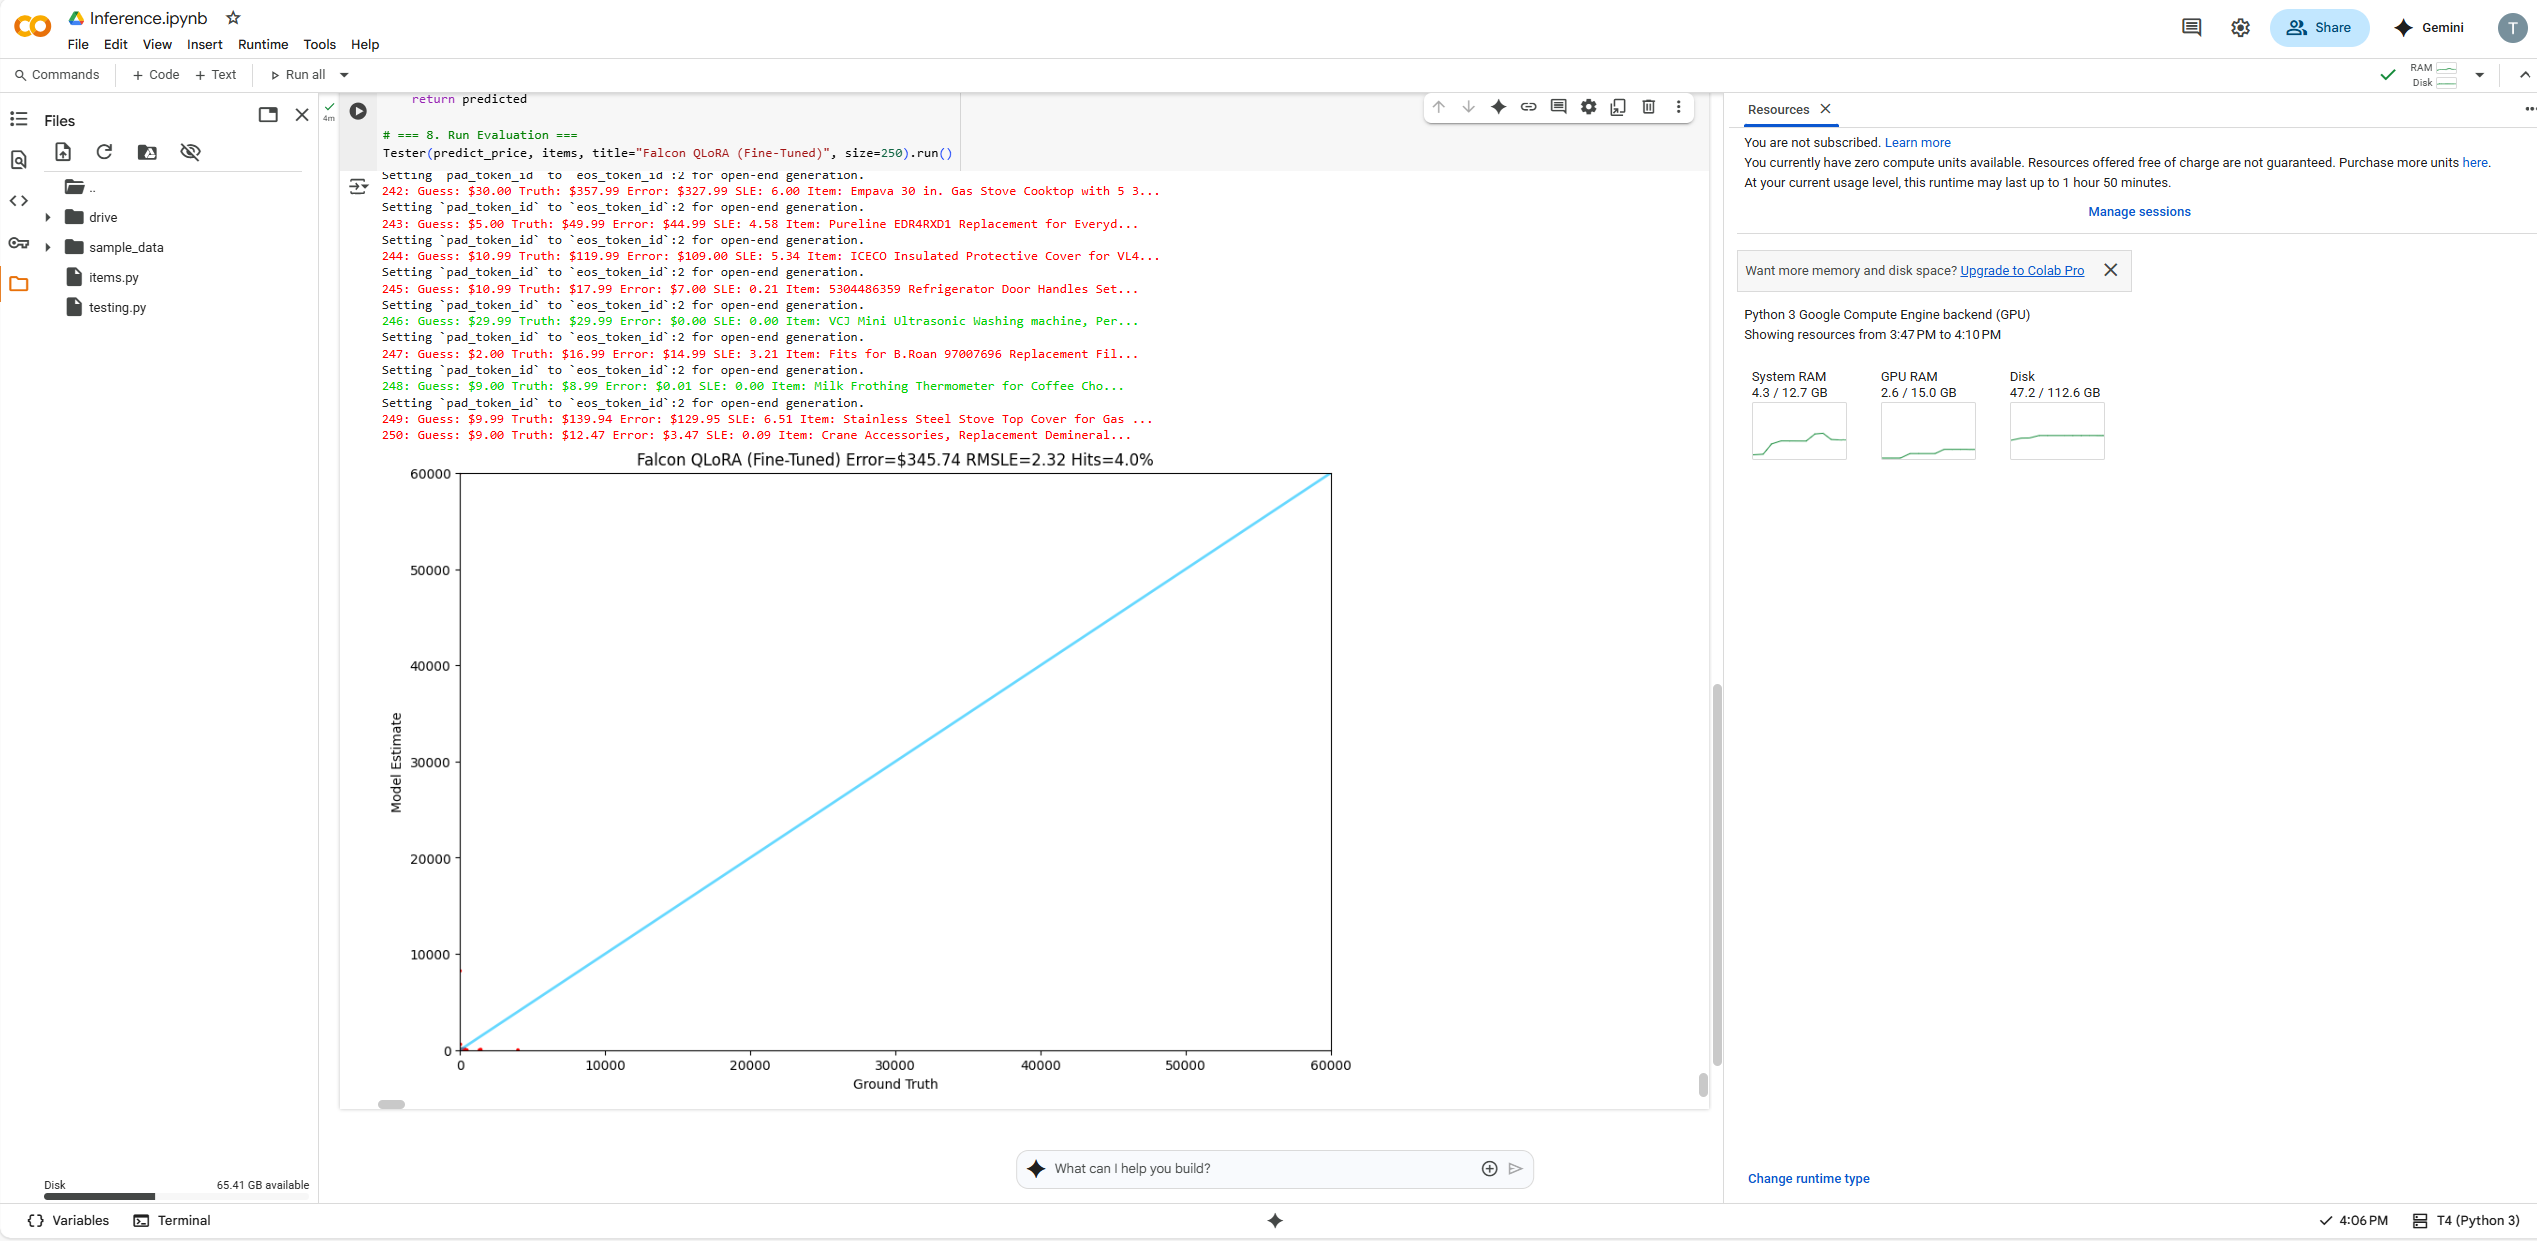 Inference.ipynb
File Edit View Insert Runtime Tools Help
Share
Gemini
T
Commands
+ Code + Text
Run all
RAM
Disk
Files
..
drive
sample_data
items.py
testing.py
Disk
65.41 GB available
4m
return predicted
# === 8. Run Evaluation ===
Tester(predict_price, items, title="Falcon QLoRA (Fine-Tuned)", size=250).run()
Setting `pad_token_id` to `eos_token_id`:2 for open-end generation.
242: Guess: $30.00 Truth: $357.99 Error: $327.99 SLE: 6.00 Item: Empava 30 in. Gas Stove Cooktop with 5 3...
Setting `pad_token_id` to `eos_token_id`:2 for open-end generation.
243: Guess: $5.00 Truth: $49.99 Error: $44.99 SLE: 4.58 Item: Pureline EDR4RXD1 Replacement for Everyd...
Setting `pad_token_id` to `eos_token_id`:2 for open-end generation.
244: Guess: $10.99 Truth: $119.99 Error: $109.00 SLE: 5.34 Item: ICECO Insulated Protective Cover for VL4...
Setting `pad_token_id` to `eos_token_id`:2 for open-end generation.
245: Guess: $10.99 Truth: $17.99 Error: $7.00 SLE: 0.21 Item: 5304486359 Refrigerator Door Handles Set...
Setting `pad_token_id` to `eos_token_id`:2 for open-end generation.
246: Guess: $29.99 Truth: $29.99 Error: $0.00 SLE: 0.00 Item: VCJ Mini Ultrasonic Washing machine, Per...
Setting `pad_token_id` to `eos_token_id`:2 for open-end generation.
247: Guess: $2.00 Truth: $16.99 Error: $14.99 SLE: 3.21 Item: Fits for B.Roan 97007696 Replacement Fil...
Setting `pad_token_id` to `eos_token_id`:2 for open-end generation.
248: Guess: $9.00 Truth: $8.99 Error: $0.01 SLE: 0.00 Item: Milk Frothing Thermometer for Coffee Cho...
Setting `pad_token_id` to `eos_token_id`:2 for open-end generation.
249: Guess: $9.99 Truth: $139.94 Error: $129.95 SLE: 6.51 Item: Stainless Steel Stove Top Cover for Gas ...
250: Guess: $9.00 Truth: $12.47 Error: $3.47 SLE: 0.09 Item: Crane Accessories, Replacement Demineral...
Falcon QLoRA (Fine-Tuned) Error=$345.74 RMSLE=2.32 Hits=4.0%
60000
50000
40000
30000
20000
10000
0
Model Estimate
0 10000 20000 30000 40000 50000 60000
Ground Truth
What can I help you build?
Resources
You are not subscribed. Learn more
You currently have zero compute units available. Resources offered free of charge are not guaranteed. Purchase more units here.
At your current usage level, this runtime may last up to 1 hour 50 minutes.
Manage sessions
Want more memory and disk space? Upgrade to Colab Pro
Python 3 Google Compute Engine backend (GPU)
Showing resources from 3:47 PM to 4:10 PM
System RAM
4.3 / 12.7 GB
GPU RAM
2.6 / 15.0 GB
Disk
47.2 / 112.6 GB
Change runtime type
Variables
Terminal
4:06 PM
T4 (Python 3)